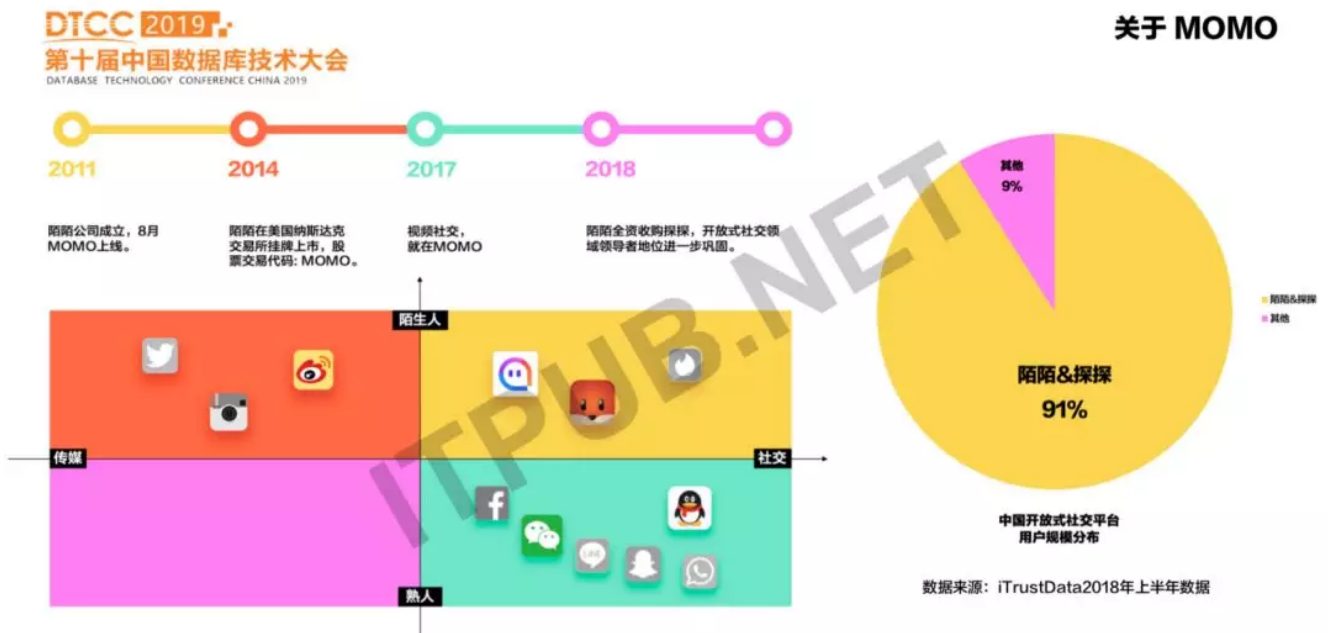 DTCC 2019
第十届中国数据库技术大会
DATABASE TECHNOLOGY CONFERENCE CHINA 2019
关于 MOMO
2011
2014
2017
2018
陌陌公司成立，8月
MOMO上线。
陌陌在美国纳斯达克
交易所挂牌上市，股
票交易代码: MOMO。
视频社交，
就在MOMO
陌陌全资收购探探，开放式社交领
域领导者地位进一步巩固。
陌生人
传媒
社交
熟人
LINE
其他
9%
陌陌&探探
91%
陌陌&探探
其他
中国开放式社交平台
用户规模分布
数据来源：iTrustData2018年上半年数据
ITPUB.NET